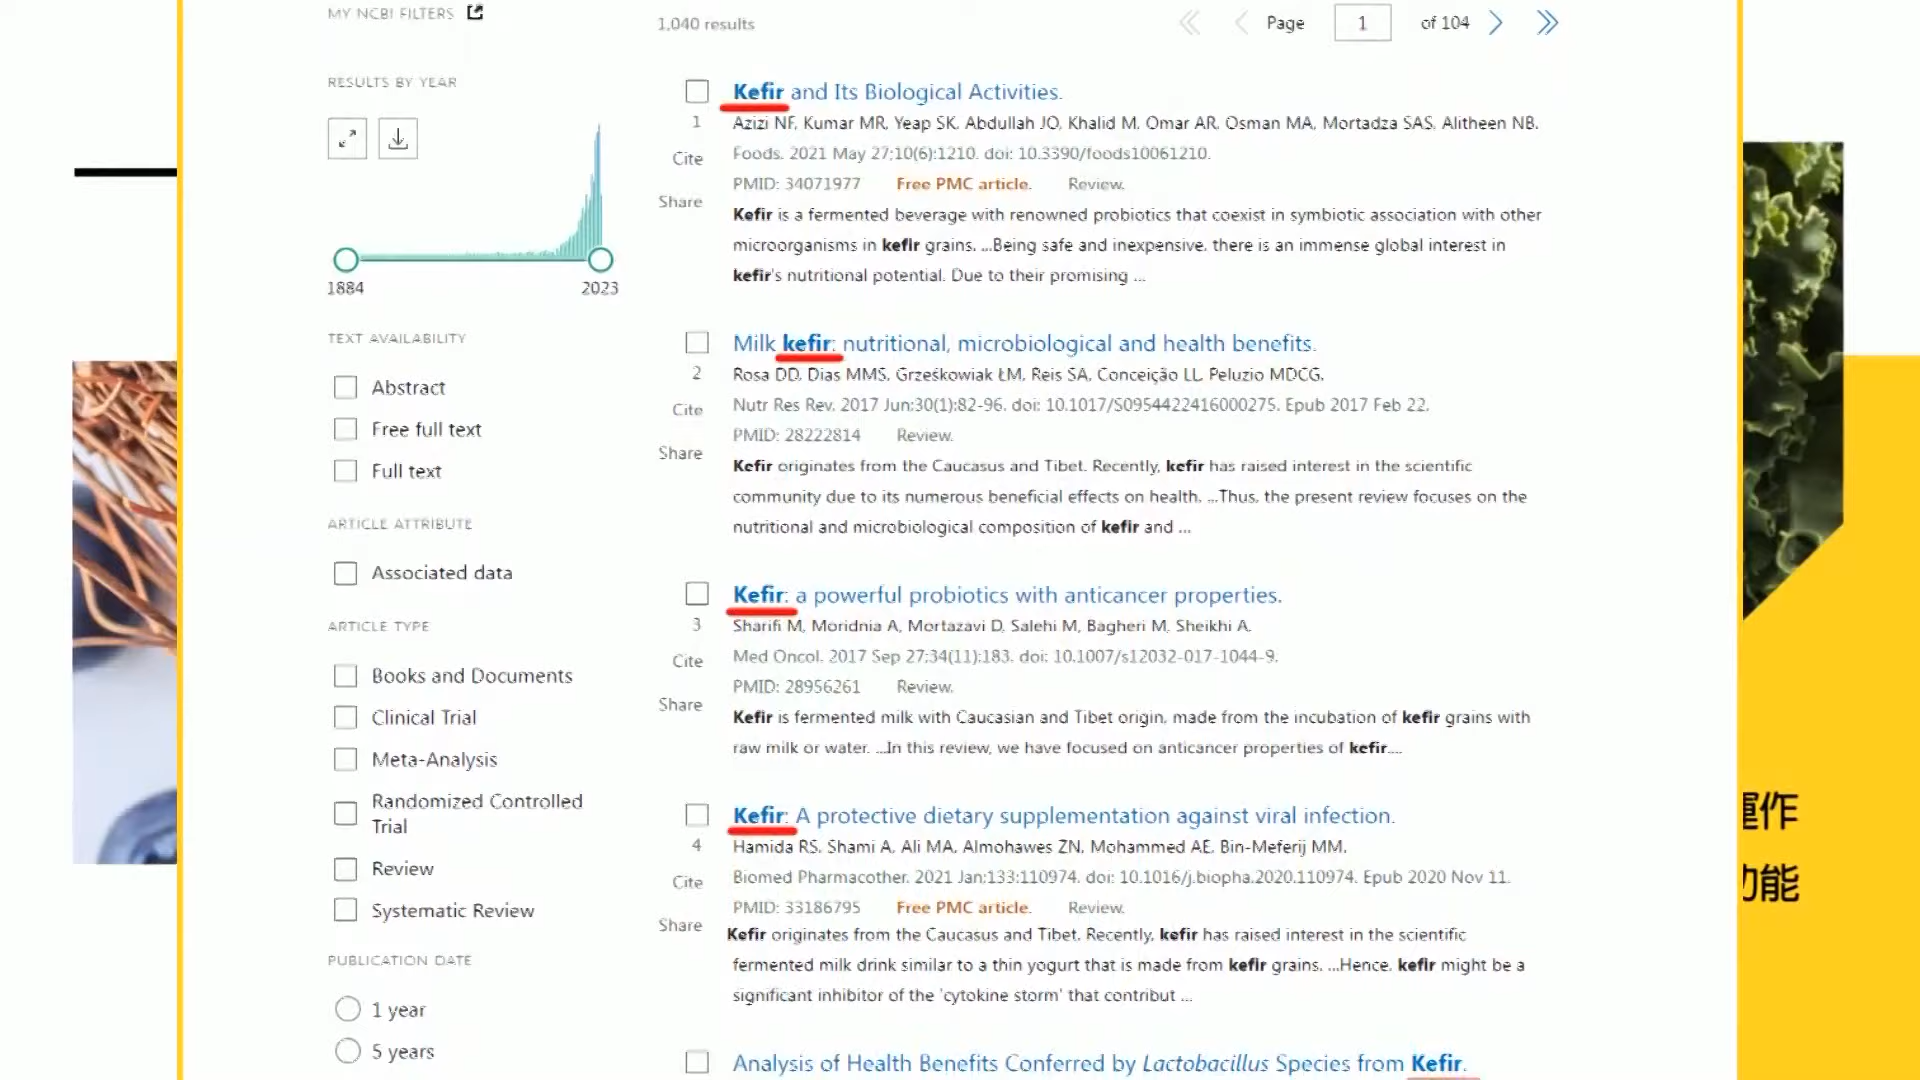 MY NCBI FILTERS
1,040 results
Page 1 of 104
RESULTS BY YEAR
1884 2023
TEXT AVAILABILITY
Abstract
Free full text
Full text
ARTICLE ATTRIBUTE
Associated data
ARTICLE TYPE
Books and Documents
Clinical Trial
Meta-Analysis
Randomized Controlled
Trial
Review
Systematic Review
PUBLICATION DATE
1 year
5 years
Kefir and Its Biological Activities.
1
Azizi NF, Kumar MR, Yeap SK, Abdullah JO, Khalid M, Omar AR, Osman MA, Mortadza SAS, Alitheen NB.
Cite
Foods. 2021 May 27;10(6):1210. doi: 10.3390/foods10061210.
PMID: 34071977 Free PMC article. Review.
Share
Kefir is a fermented beverage with renowned probiotics that coexist in symbiotic association with other
microorganisms in kefir grains. ...Being safe and inexpensive, there is an immense global interest in
kefir's nutritional potential. Due to their promising ...
Milk kefir: nutritional, microbiological and health benefits.
2
Rosa DD, Dias MMS, Grześkowiak ŁM, Reis SA, Conceição LL, Peluzio MDCG.
Cite
Nutr Res Rev. 2017 Jun;30(1):82-96. doi: 10.1017/S0954422416000275. Epub 2017 Feb 22.
PMID: 28222814 Review.
Share
Kefir originates from the Caucasus and Tibet. Recently, kefir has raised interest in the scientific
community due to its numerous beneficial effects on health. ...Thus, the present review focuses on the
nutritional and microbiological composition of kefir and ...
Kefir: a powerful probiotics with anticancer properties.
3
Sharifi M, Moridnia A, Mortazavi D, Salehi M, Bagheri M, Sheikhi A.
Cite
Med Oncol. 2017 Sep 27;34(11):183. doi: 10.1007/s12032-017-1044-9.
PMID: 28956261 Review.
Share
Kefir is fermented milk with Caucasian and Tibet origin, made from the incubation of kefir grains with
raw milk or water. ...In this review, we have focused on anticancer properties of kefir....
Kefir: A protective dietary supplementation against viral infection.
4
Hamida RS, Shami A, Ali MA, Almohawes ZN, Mohammed AE, Bin-Meferij MM.
Cite
Biomed Pharmacother. 2021 Jan;133:110974. doi: 10.1016/j.biopha.2020.110974. Epub 2020 Nov 11.
PMID: 33186795 Free PMC article. Review.
Share
Kefir originates from the Caucasus and Tibet. Recently, kefir has raised interest in the scientific
fermented milk drink similar to a thin yogurt that is made from kefir grains. ...Hence, kefir might be a
significant inhibitor of the 'cytokine storm' that contribut ...
Analysis of Health Benefits Conferred by Lactobacillus Species from Kefir.
運作
功能